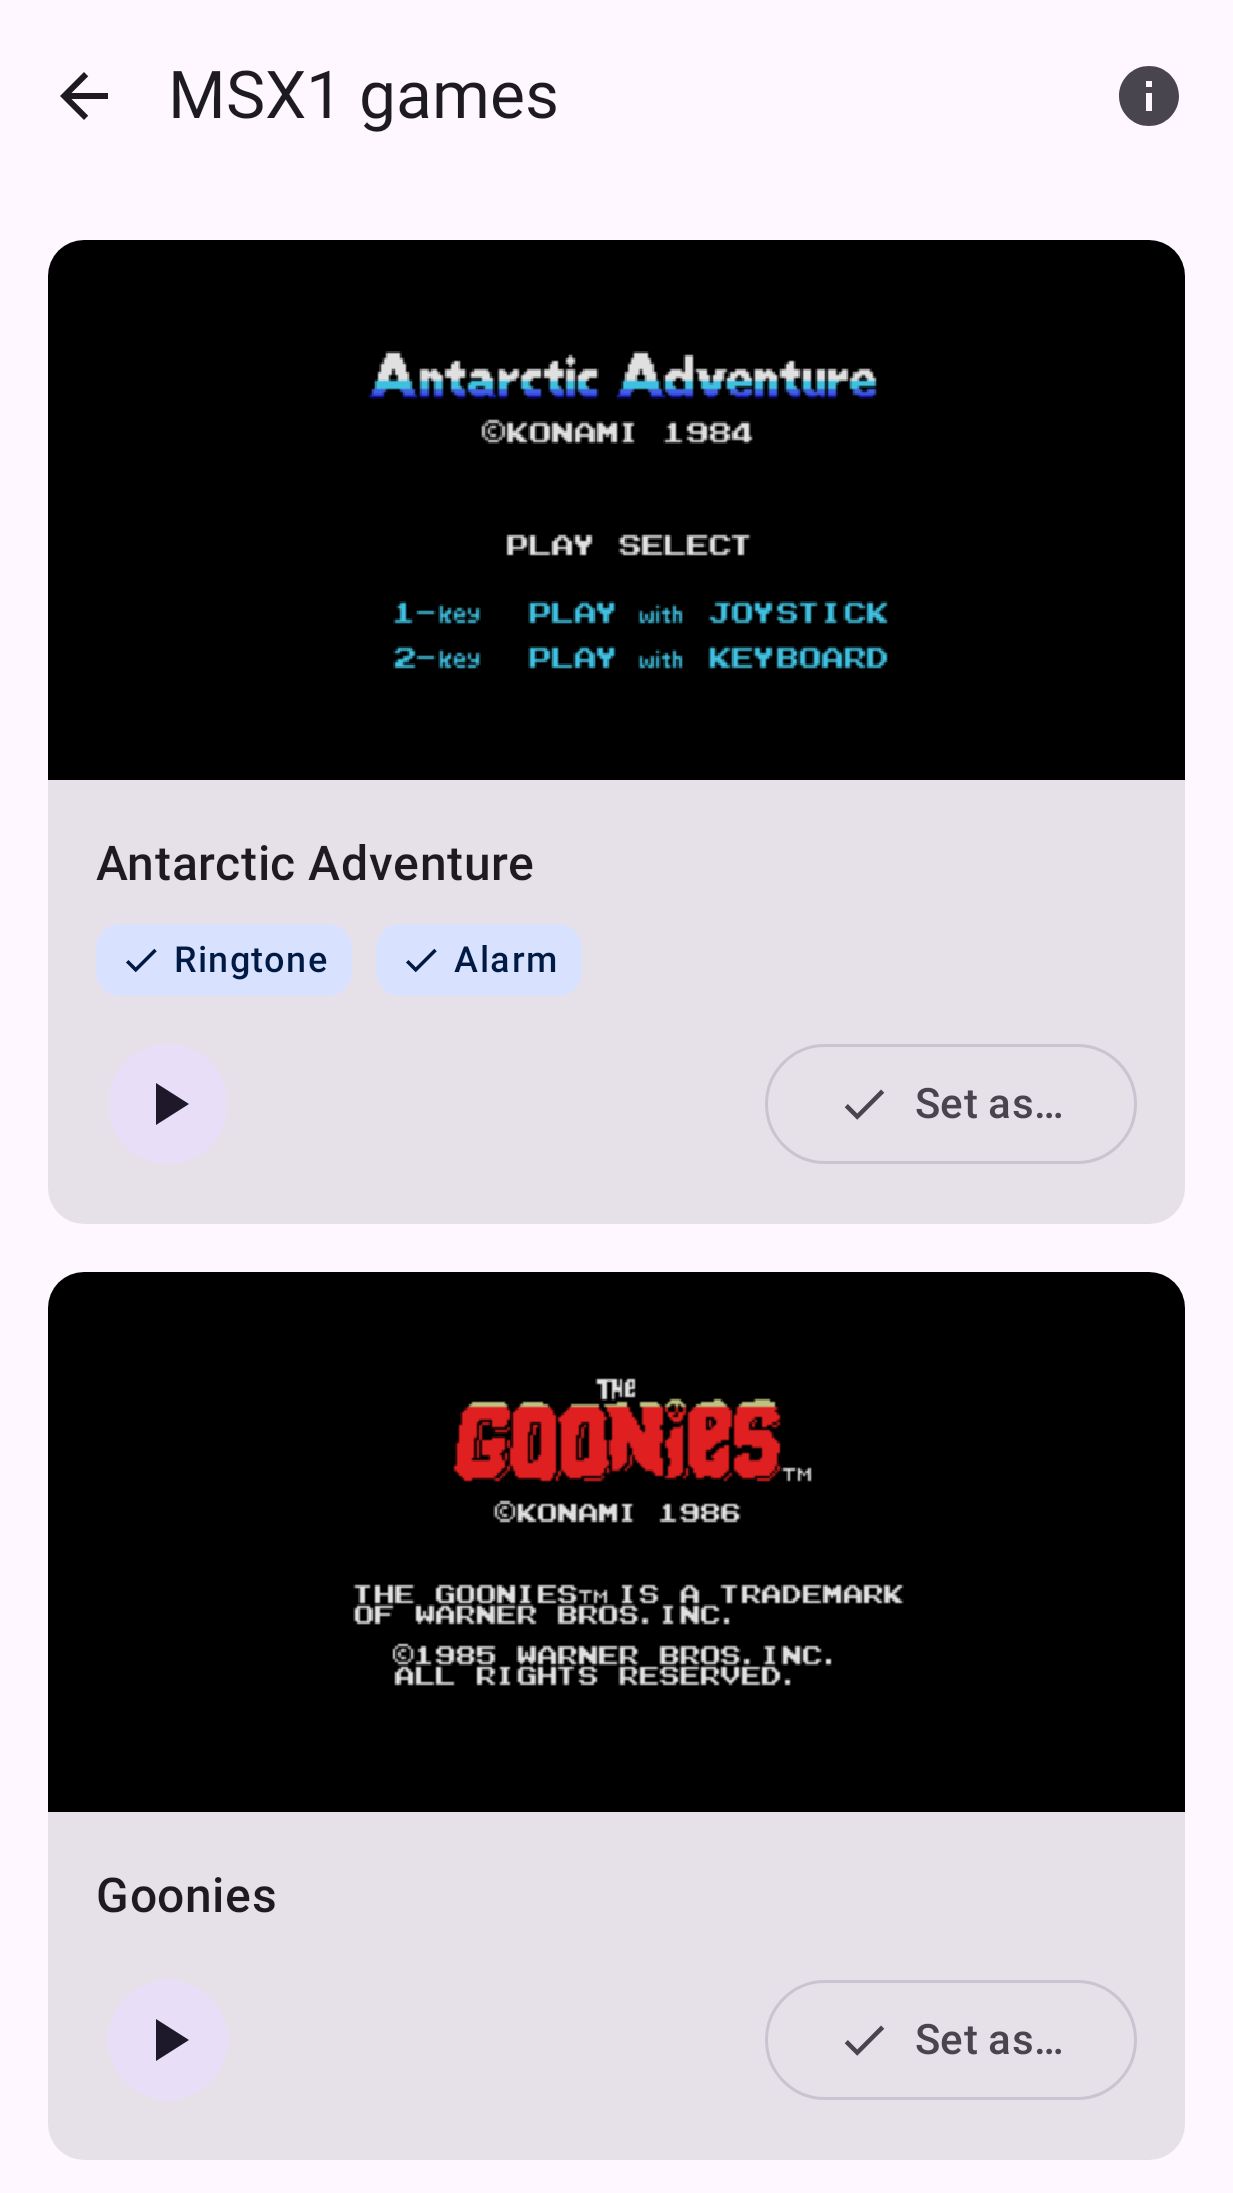 MSX1 games
Antarctic Adventure
©KONAMI 1984
PLAY SELECT
1-key PLAY with JOYSTICK
2-key PLAY with KEYBOARD
Antarctic Adventure
Ringtone
Alarm
Set as...
THE
GOONIES™
©KONAMI 1986
THE GOONIES™ IS A TRADEMARK
OF WARNER BROS.INC.
©1985 WARNER BROS.INC.
ALL RIGHTS RESERVED.
Goonies
Set as...